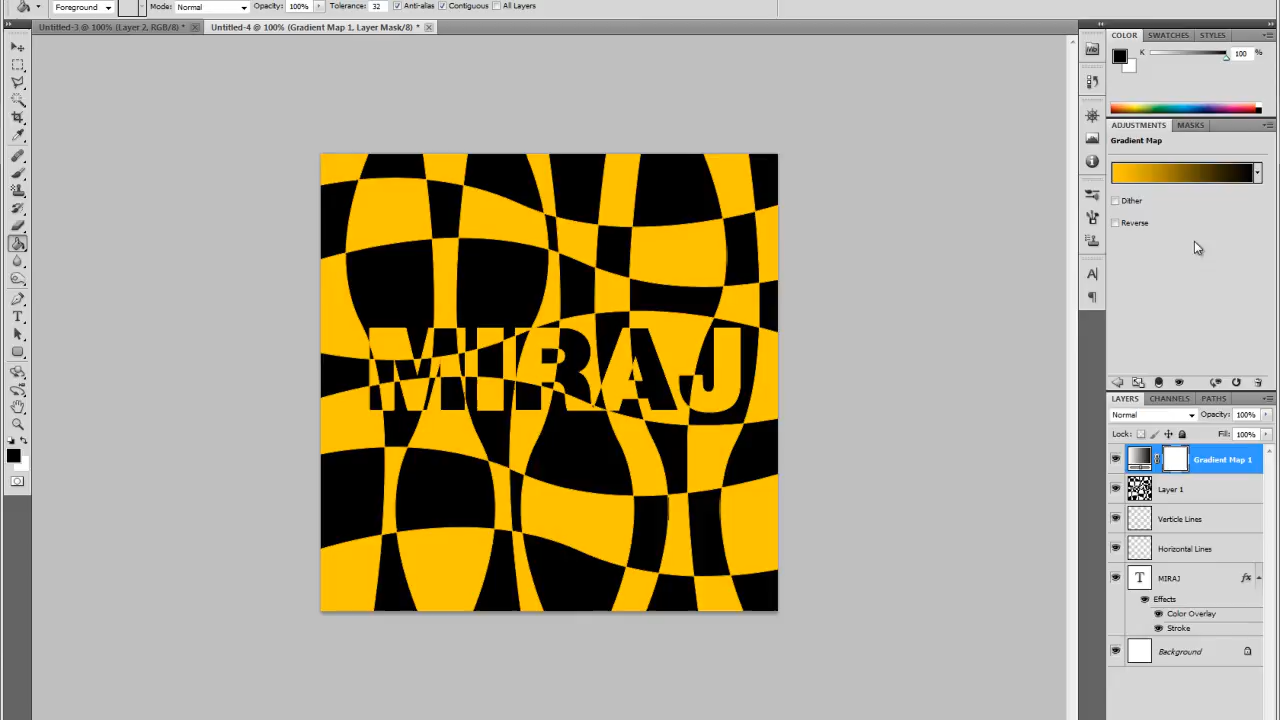 Foreground Mode: Normal Opacity: 100% Tolerance: 32 Anti-alias Contiguous All Layers
Untitled-3 @ 100% (Layer 2, RGB/8) * Untitled-4 @ 100% (Gradient Map 1, Layer Mask/8) *
COLOR SWATCHES STYLES
K 100 %
ADJUSTMENTS MASKS
Gradient Map
Dither
Reverse
MIRAJ
LAYERS CHANNELS PATHS
Normal Opacity: 100%
Lock: Fill: 100%
Gradient Map 1
Layer 1
Verticle Lines
Horizontal Lines
T MIRAJ fx
Effects
Color Overlay
Stroke
Background